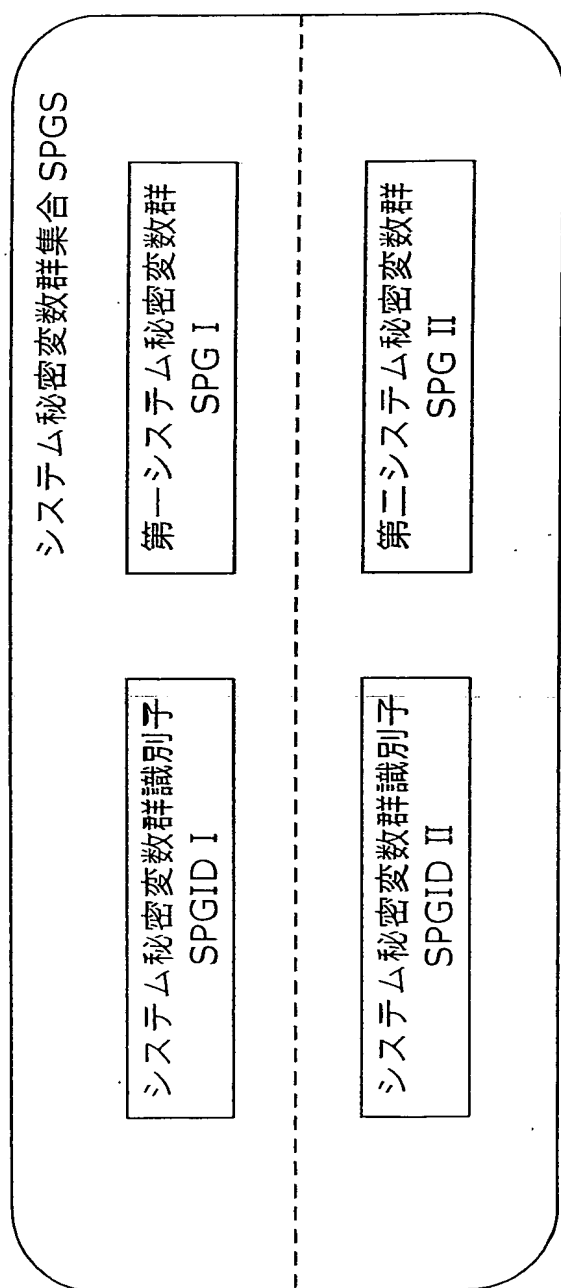 システム秘密変数群集合 SPGS
システム秘密変数群識別子
SPGID I
第一システム秘密変数群
SPG I
システム秘密変数群識別子
SPGID II
第二システム秘密変数群
SPG II